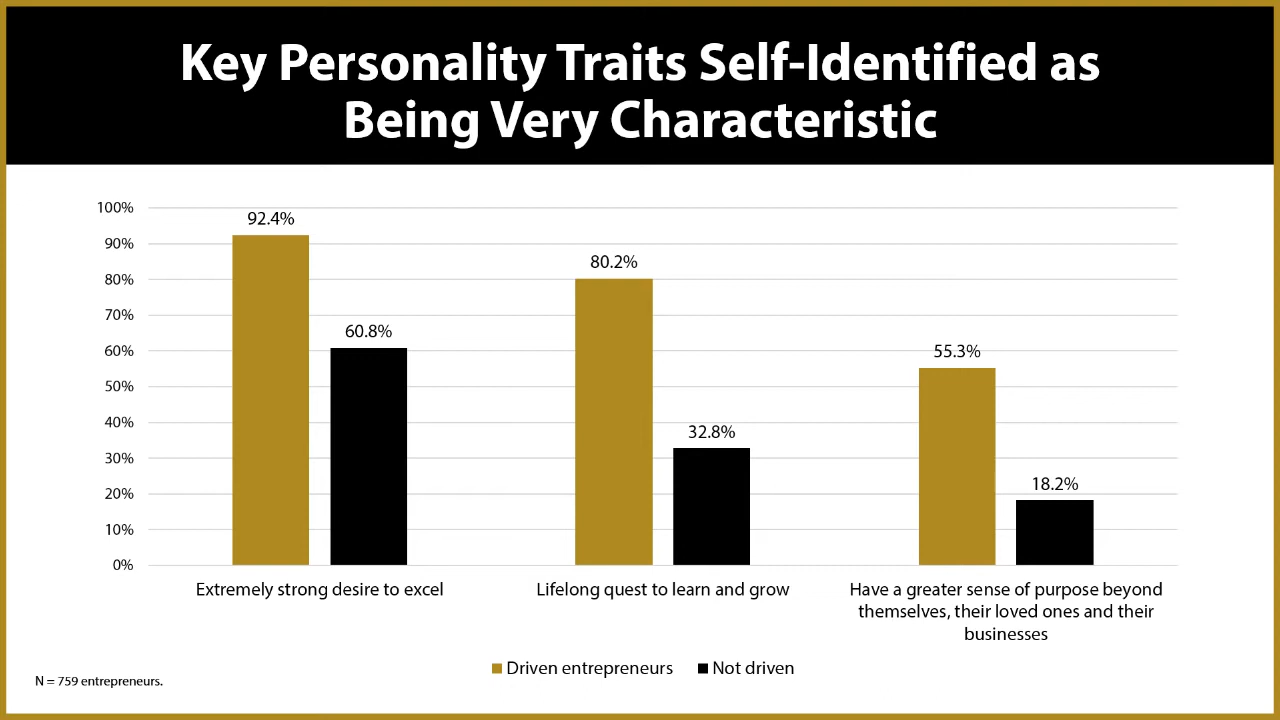 Key Personality Traits Self-Identified as
Being Very Characteristic
100%
90%
80%
70%
60%
50%
40%
30%
20%
10%
0%
92.4%
60.8%
80.2%
32.8%
55.3%
18.2%
Extremely strong desire to excel
Lifelong quest to learn and grow
Have a greater sense of purpose beyond
themselves, their loved ones and their
businesses
Driven entrepreneurs
Not driven
N = 759 entrepreneurs.